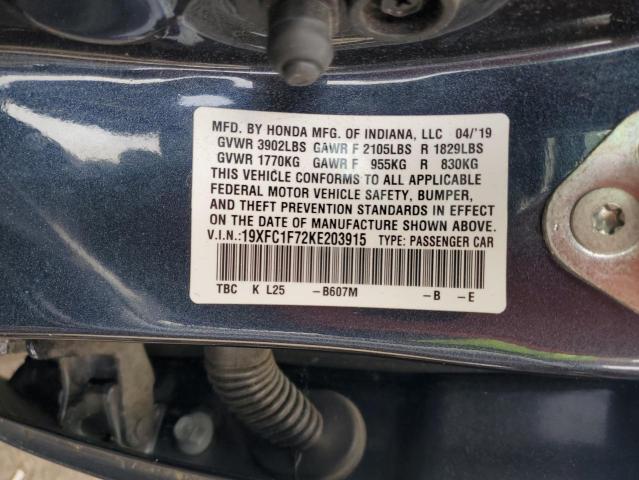 MFD. BY HONDA MFG. OF INDIANA, LLC 04/'19
GVWR 3902LBS GAWR F 2105LBS R 1829LBS
GVWR 1770KG GAWR F 955KG R 830KG
THIS VEHICLE CONFORMS TO ALL APPLICABLE
FEDERAL MOTOR VEHICLE SAFETY, BUMPER,
AND THEFT PREVENTION STANDARDS IN EFFECT
ON THE DATE OF MANUFACTURE SHOWN ABOVE.
V.I.N.:19XFC1F72KE203915 TYPE: PASSENGER CAR
TBC K L25 -B607M -B -E